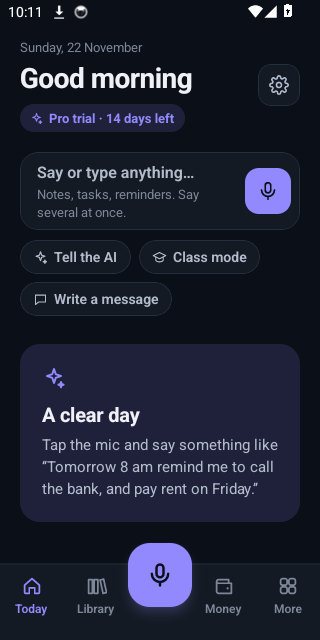 10:11
Sunday, 22 November
Good morning
Pro trial · 14 days left
Say or type anything…
Notes, tasks, reminders. Say
several at once.
Tell the AI
Class mode
Write a message
A clear day
Tap the mic and say something like
“Tomorrow 8 am remind me to call
the bank, and pay rent on Friday.”
Today
Library
Money
More